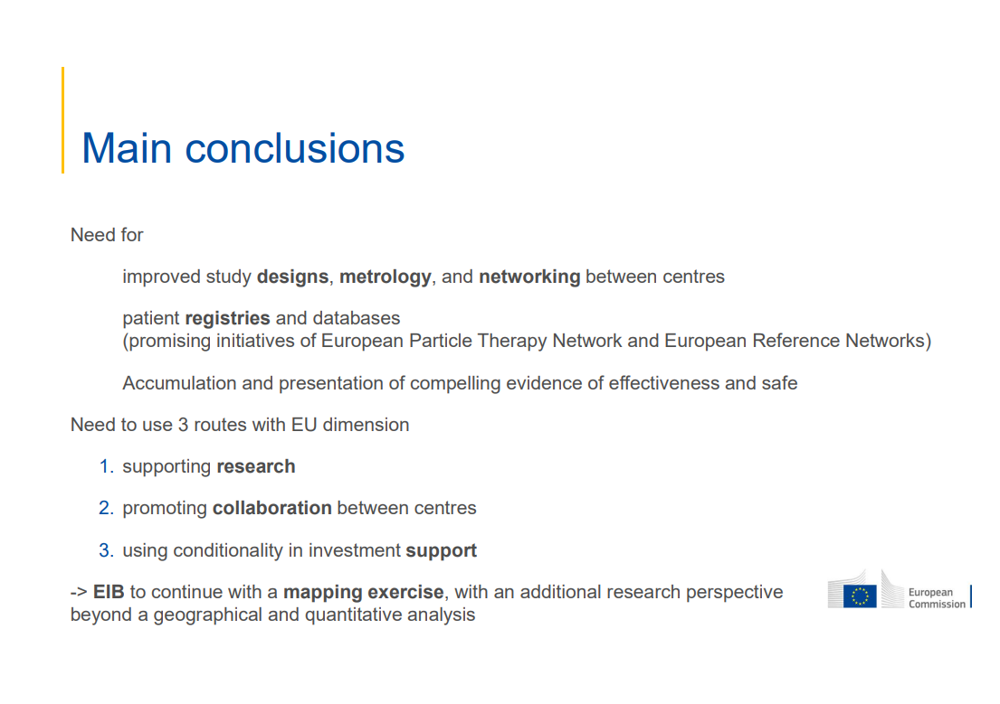 Main conclusions
Need for
improved study designs, metrology, and networking between centres
patient registries and databases
(promising initiatives of European Particle Therapy Network and European Reference Networks)
Accumulation and presentation of compelling evidence of effectiveness and safe
Need to use 3 routes with EU dimension
1. supporting research
2. promoting collaboration between centres
3. using conditionality in investment support
-> EIB to continue with a mapping exercise, with an additional research perspective
beyond a geographical and quantitative analysis
European
Commission